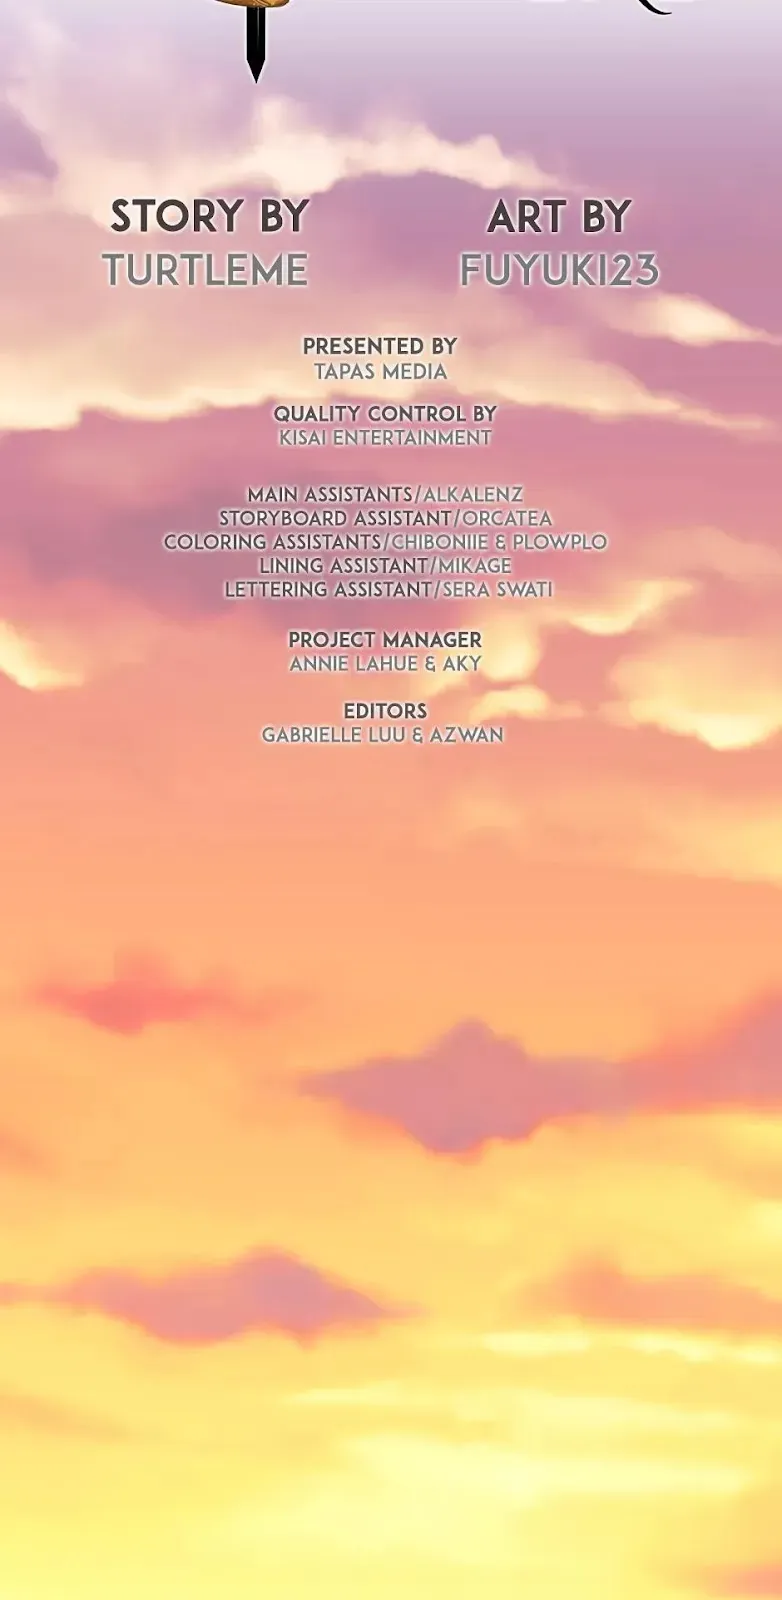 STORY BY
TURTLEME
ART BY
FUYUKI23
PRESENTED BY
TAPAS MEDIA
QUALITY CONTROL BY
KISAI ENTERTAINMENT
MAIN ASSISTANTS/ALKALENZ
STORYBOARD ASSISTANT/ORCATEA
COLORING ASSISTANTS/CHIBONIIE & PLOWPLO
LINING ASSISTANT/MIKAGE
LETTERING ASSISTANT/SERA SWATI
PROJECT MANAGER
ANNIE LAHUE & AKY
EDITORS
GABRIELLE LUU & AZWAN